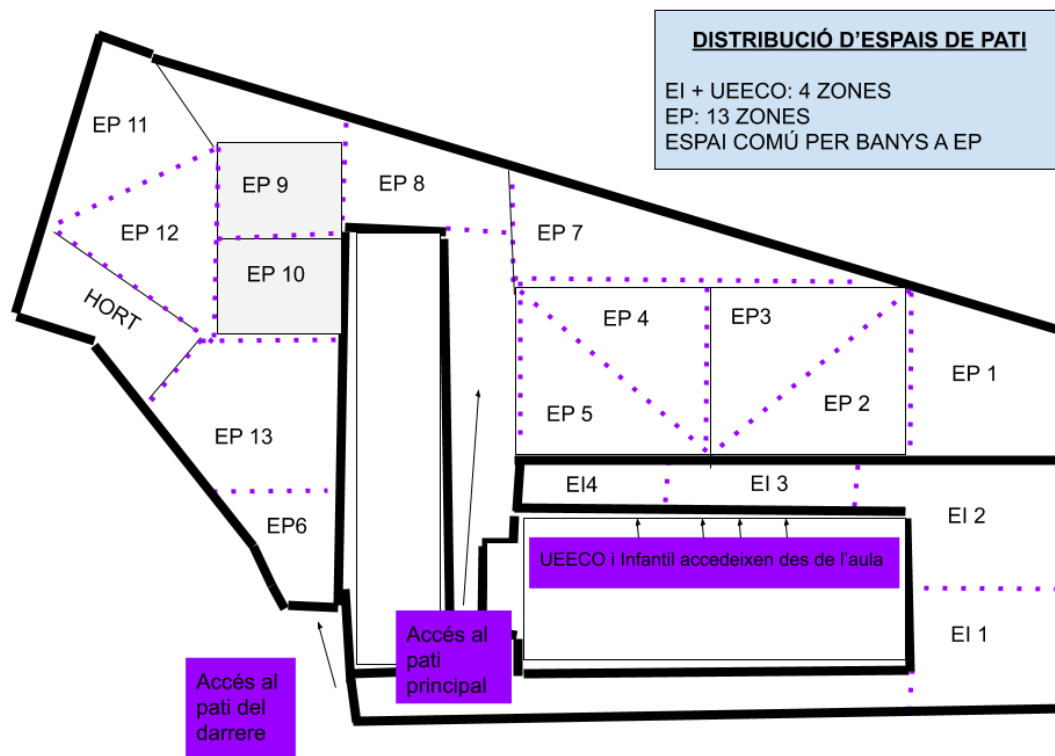 DISTRIBUCIÓ D'ESPAIS DE PATI
EI + UEECO: 4 ZONES
EP: 13 ZONES
ESPAI COMÚ PER BANYS A EP
EP 11
EP 9
EP 8
EP 12
EP 7
EP 10
HORT
EP 4
EP3
EP 1
EP 5
EP 2
EP 13
EI4
EI 3
EI 2
EP6
UEECO i Infantil accedeixen des de l'aula
EI 1
Accés al
pati
principal
Accés al
pati del
darrere